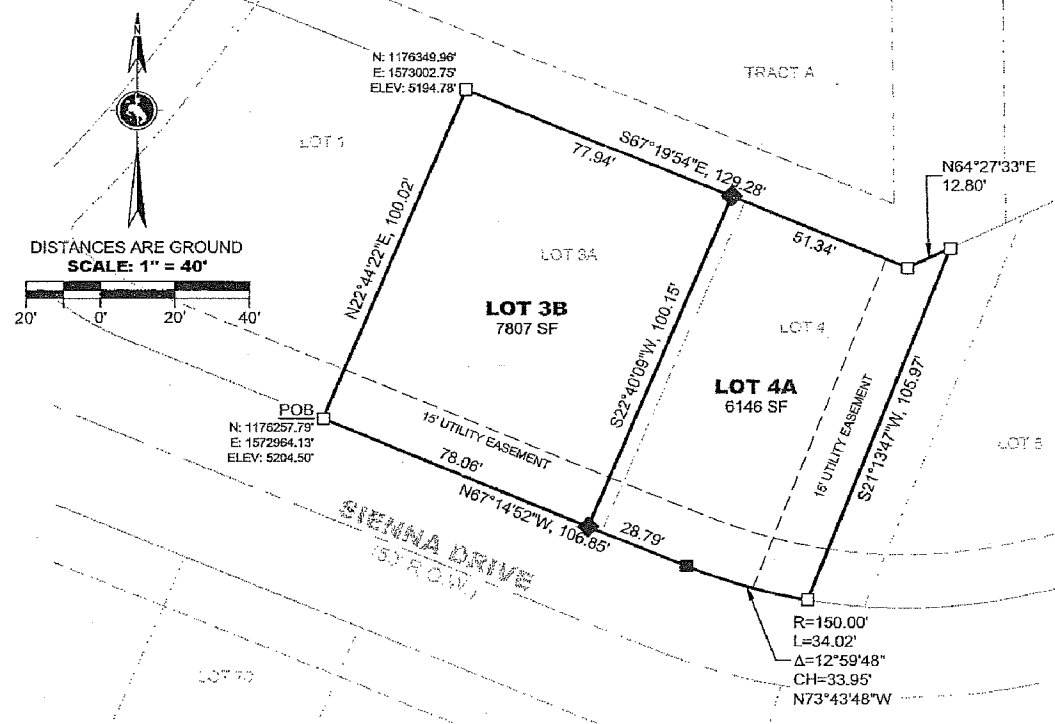 N
N: 1176349.96'
E: 1573002.75'
ELEV: 5194.78'
TRACT A
LOT 1
S67°19'54"E, 129.28'
77.94'
N64°27'33"E
12.80'
51.34'
DISTANCES ARE GROUND
SCALE: 1" = 40'
20' 0' 20' 40'
N22°44'22"E, 100.02'
LOT 3A
LOT 3B
7807 SF
S22°40'09"W, 100.15'
LOT 4
LOT 4A
6146 SF
15' UTILITY EASEMENT
S21°13'47"W, 105.97'
POB
N: 1176257.79'
E: 1572964.13'
ELEV: 5204.50'
15' UTILITY EASEMENT
78.06'
N67°14'52"W, 106.85'
28.79'
SIENNA DRIVE
R.O.W.)
R=150.00'
L=34.02'
Δ=12°59'48"
CH=33.95'
N73°43'48"W